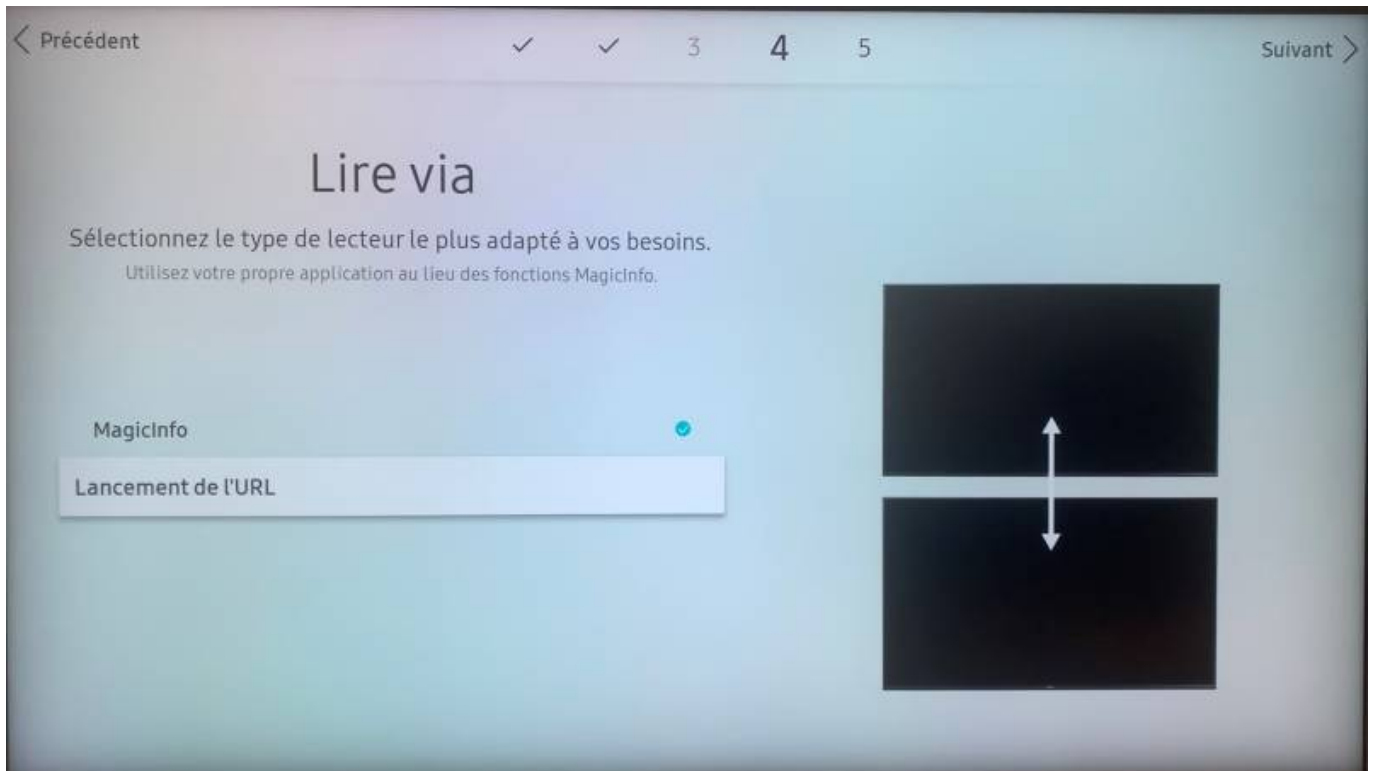 Précédent
3 4 5
Suivant
Lire via
Sélectionnez le type de lecteur le plus adapté à vos besoins.
Utilisez votre propre application au lieu des fonctions MagicInfo.
MagicInfo
Lancement de l'URL